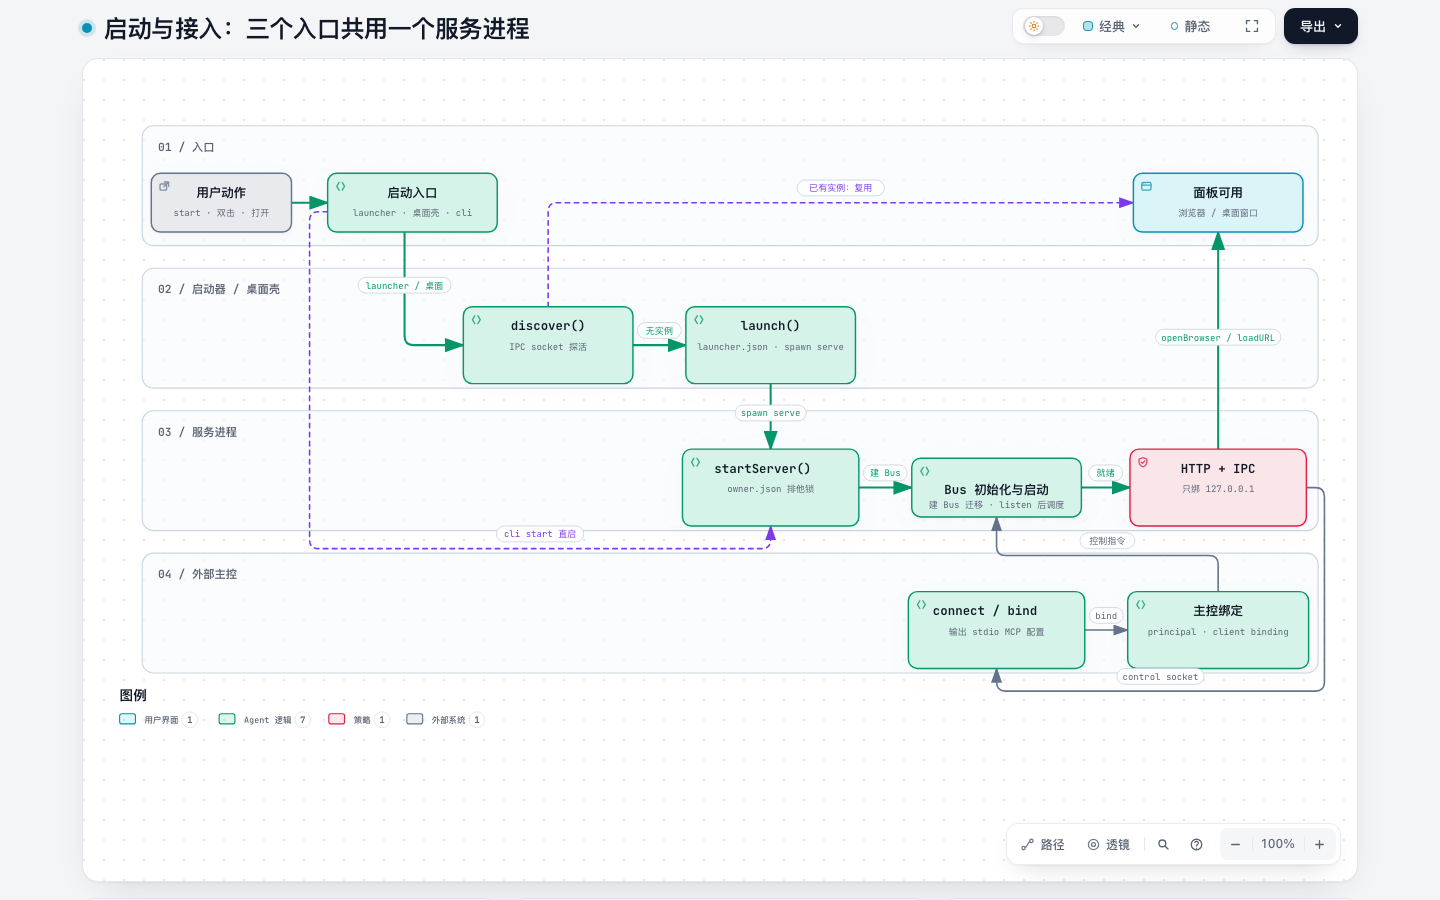 启动与接入：三个入口共用一个服务进程
经典
静态
导出
01 / 入口
用户动作
start · 双击 · 打开
启动入口
launcher · 桌面壳 · cli
已有实例：复用
面板可用
浏览器 / 桌面窗口
launcher / 桌面
02 / 启动器 / 桌面壳
discover()
IPC socket 探活
无实例
launch()
launcher.json · spawn serve
openBrowser / loadURL
spawn serve
03 / 服务进程
startServer()
owner.json 排他锁
建 Bus
Bus 初始化与启动
建 Bus 迁移 · listen 后调度
就绪
HTTP + IPC
只绑 127.0.0.1
cli start 直启
控制指令
04 / 外部主控
connect / bind
输出 stdio MCP 配置
bind
主控绑定
principal · client binding
control socket
图例
用户界面 1
Agent 逻辑 7
策略 1
外部系统 1
路径
透镜
100%